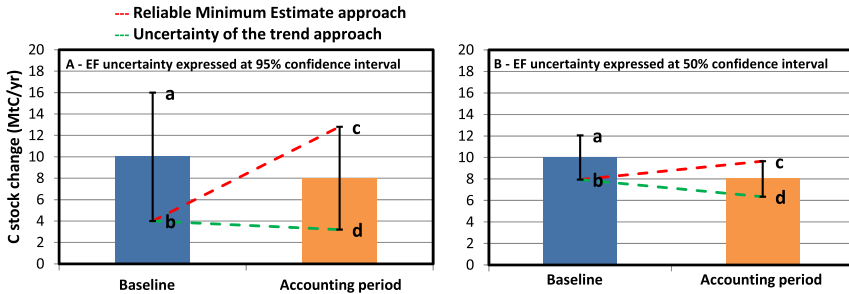 --- Reliable Minimum Estimate approach
--- Uncertainty of the trend approach
C stock change (MtC/yr)
A - EF uncertainty expressed at 95% confidence interval
20
18
16
14
12
10
8
6
4
2
0
a
b
c
d
Baseline
Accounting period
B - EF uncertainty expressed at 50% confidence interval
20
18
16
14
12
10
8
6
4
2
0
a
b
c
d
Baseline
Accounting period